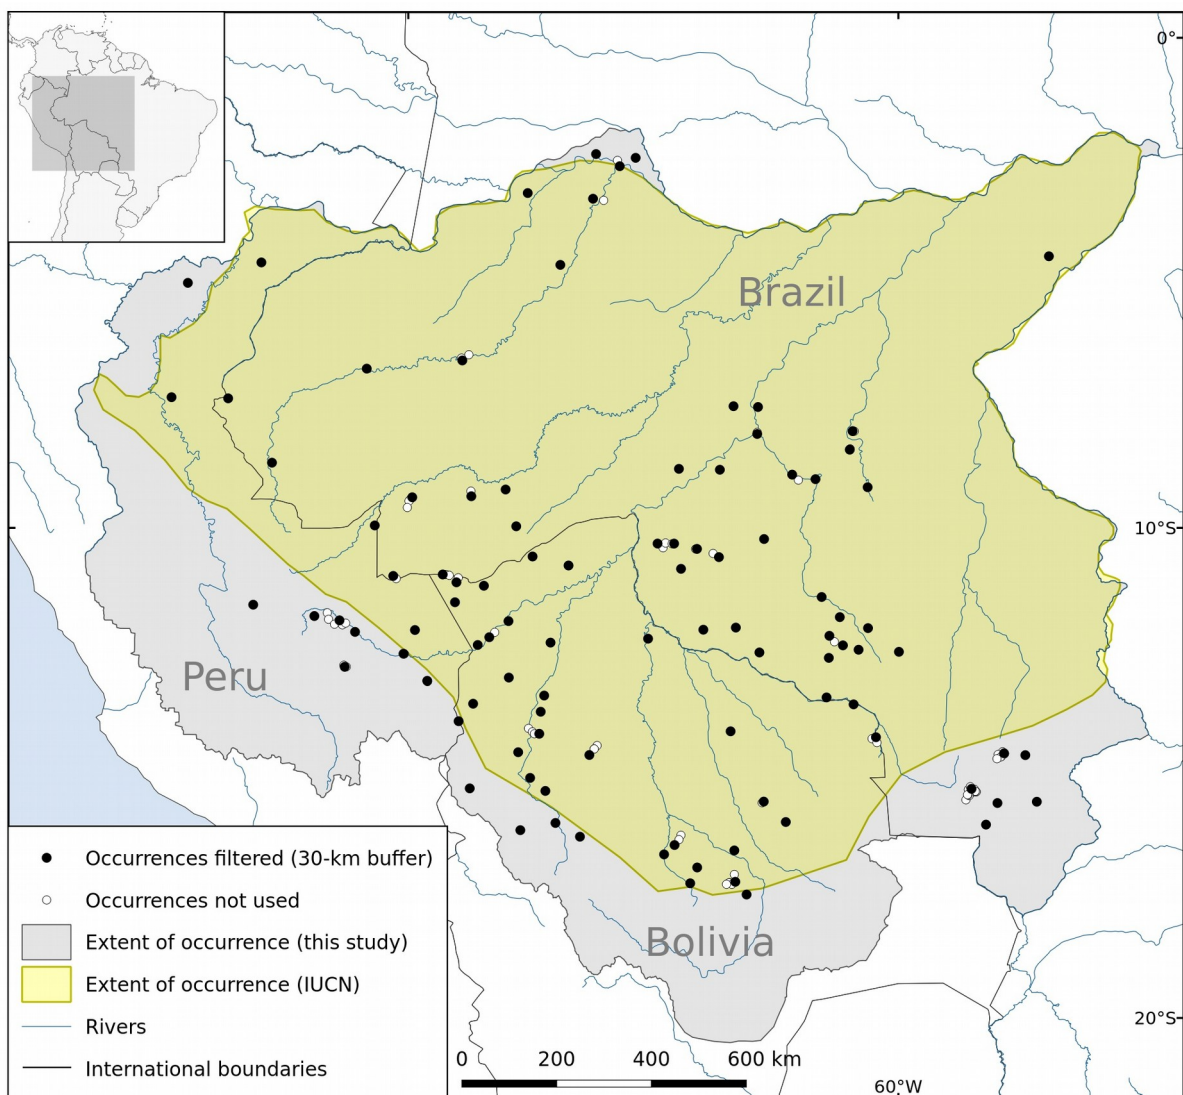 0°
Brazil
10°S
Peru
Bolivia
Occurrences filtered (30-km buffer)
Occurrences not used
Extent of occurrence (this study)
Extent of occurrence (IUCN)
Rivers
International boundaries
20°S
0 200 400 600 km
60°W